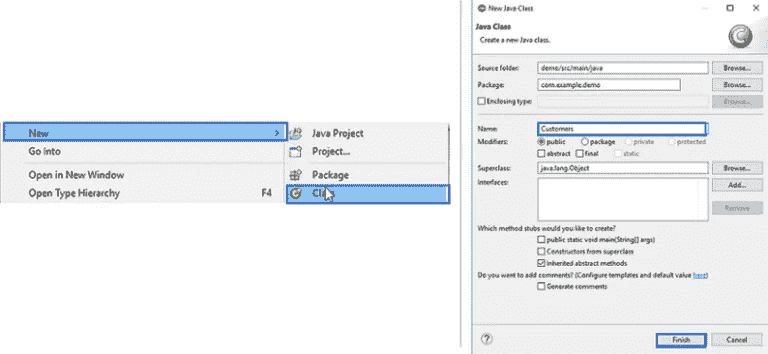 New
Go Into
Open in New Window
Open Type Hierarchy F4
Java Project
Project...
Package
Class
New Java Class
Java Class
Create a new Java class.
Source folder: demo/src/main/java Browse...
Package: com.example.demo Browse...
Enclosing type: Browse...
Name: Customers
Modifiers: public package private protected
abstract final static
Superclass: java.lang.Object Browse...
Interfaces: Add...
Remove
Which method stubs would you like to create?
public static void main(String[] args)
Constructors from superclass
Inherited abstract methods
Do you want to add comments? (Configure templates and default value here)
Generate comments
Finish Cancel